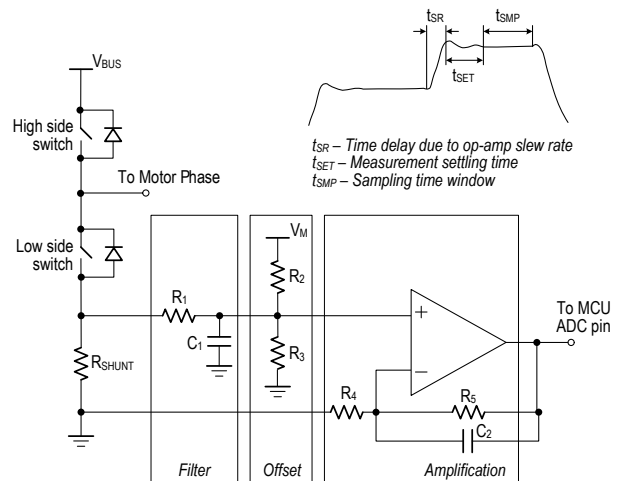 tSR
tSMP
tSET
VBUS
High side
switch
tSR – Time delay due to op-amp slew rate
tSET – Measurement settling time
tSMP – Sampling time window
To Motor Phase
Low side
switch
VM
R2
R1
C1
R3
+
−
To MCU
ADC pin
RSHUNT
R4
R5
C2
Filter
Offset
Amplification